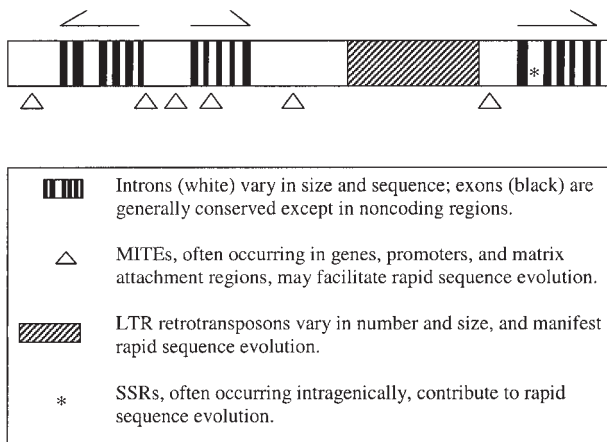 *
Introns (white) vary in size and sequence; exons (black) are
generally conserved except in noncoding regions.
MITEs, often occurring in genes, promoters, and matrix
attachment regions, may facilitate rapid sequence evolution.
LTR retrotransposons vary in number and size, and manifest
rapid sequence evolution.
* SSRs, often occurring intragenically, contribute to rapid
sequence evolution.